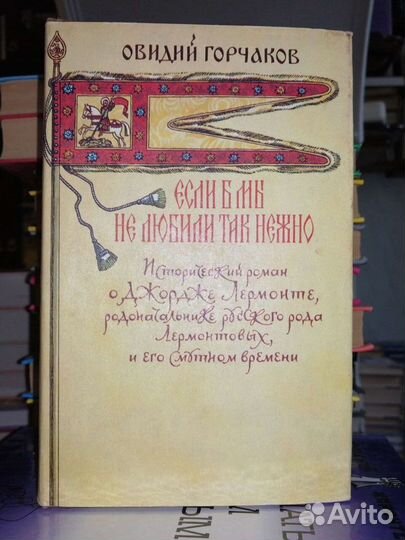 ОВИДИЙ ГОРЧАКОВ
ЕСЛИ Б МЫ
НЕ ЛЮБИЛИ ТАК НЕЖНО
Исторический роман
о Джордже Лермонте,
родоначальнике русского рода
Лермонтовых,
и его смутном времени
Avito